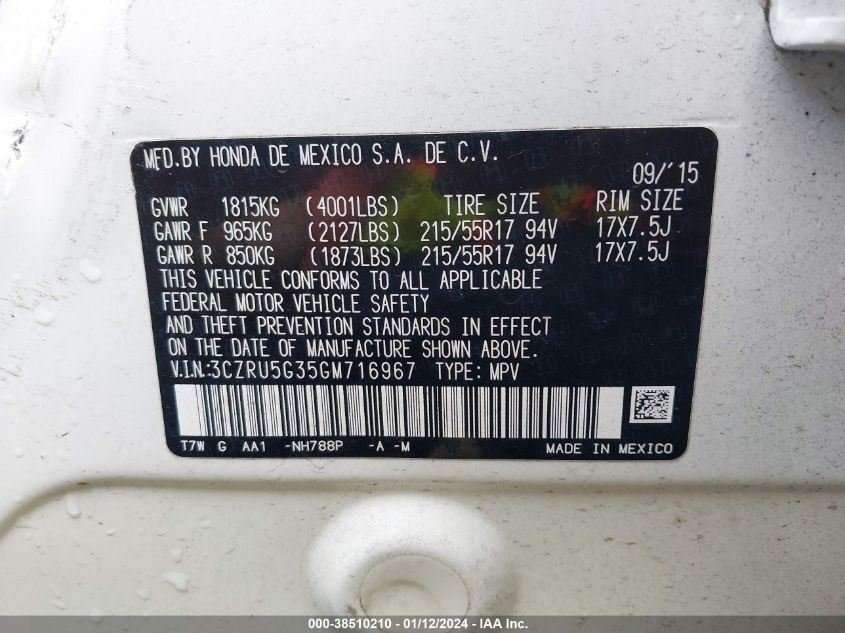 MFD.BY HONDA DE MEXICO S.A. DE C.V.
09/'15
GVWR 1815KG (4001LBS) TIRE SIZE RIM SIZE
GAWR F 965KG (2127LBS) 215/55R17 94V 17X7.5J
GAWR R 850KG (1873LBS) 215/55R17 94V 17X7.5J
THIS VEHICLE CONFORMS TO ALL APPLICABLE
FEDERAL MOTOR VEHICLE SAFETY
AND THEFT PREVENTION STANDARDS IN EFFECT
ON THE DATE OF MANUFACTURE SHOWN ABOVE.
V.I.N:3CZRU5G35GM716967 TYPE: MPV
T7W G AA1 -NH788P -A -M MADE IN MEXICO
000-38510210 - 01/12/2024 - IAA Inc.